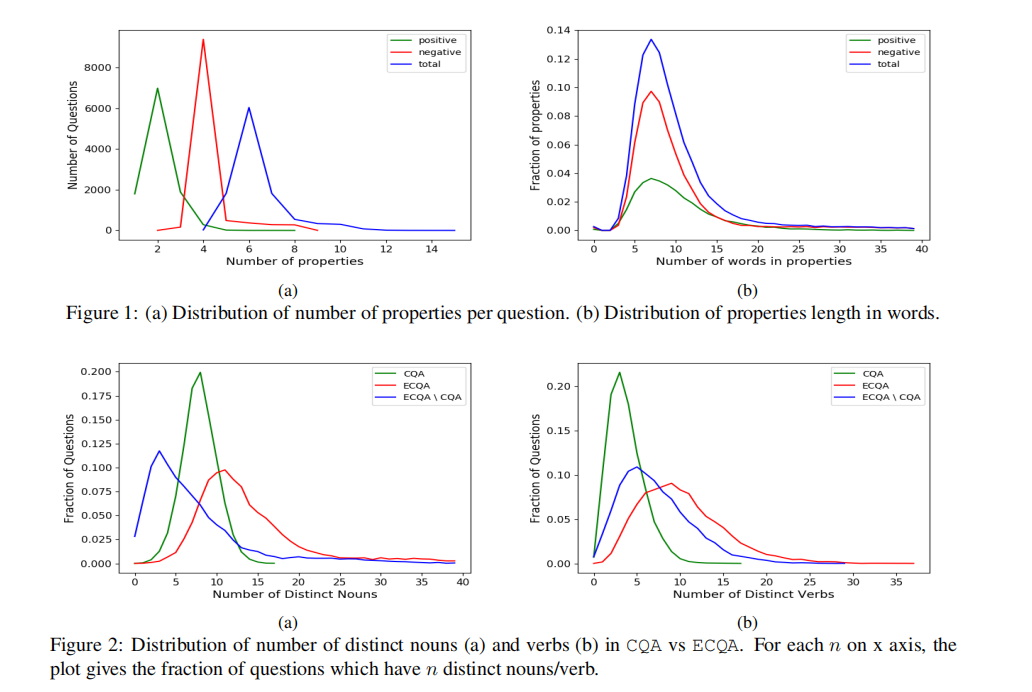 positive
negative
total
8000
6000
4000
2000
0
2 4 6 8 10 12 14
Number of Questions
Number of properties
(a)
positive
negative
total
0.14
0.12
0.10
0.08
0.06
0.04
0.02
0.00
0 5 10 15 20 25 30 35 40
Fraction of properties
Number of words in properties
(b)
Figure 1: (a) Distribution of number of properties per question. (b) Distribution of properties length in words.
CQA
ECQA
ECQA \ CQA
0.200
0.175
0.150
0.125
0.100
0.075
0.050
0.025
0.000
0 5 10 15 20 25 30 35 40
Fraction of Questions
Number of Distinct Nouns
(a)
CQA
ECQA
ECQA \ CQA
0.20
0.15
0.10
0.05
0.00
0 5 10 15 20 25 30 35
Fraction of Questions
Number of Distinct Verbs
(b)
Figure 2: Distribution of number of distinct nouns (a) and verbs (b) in CQA vs ECQA. For each n on x axis, the
plot gives the fraction of questions which have n distinct nouns/verb.